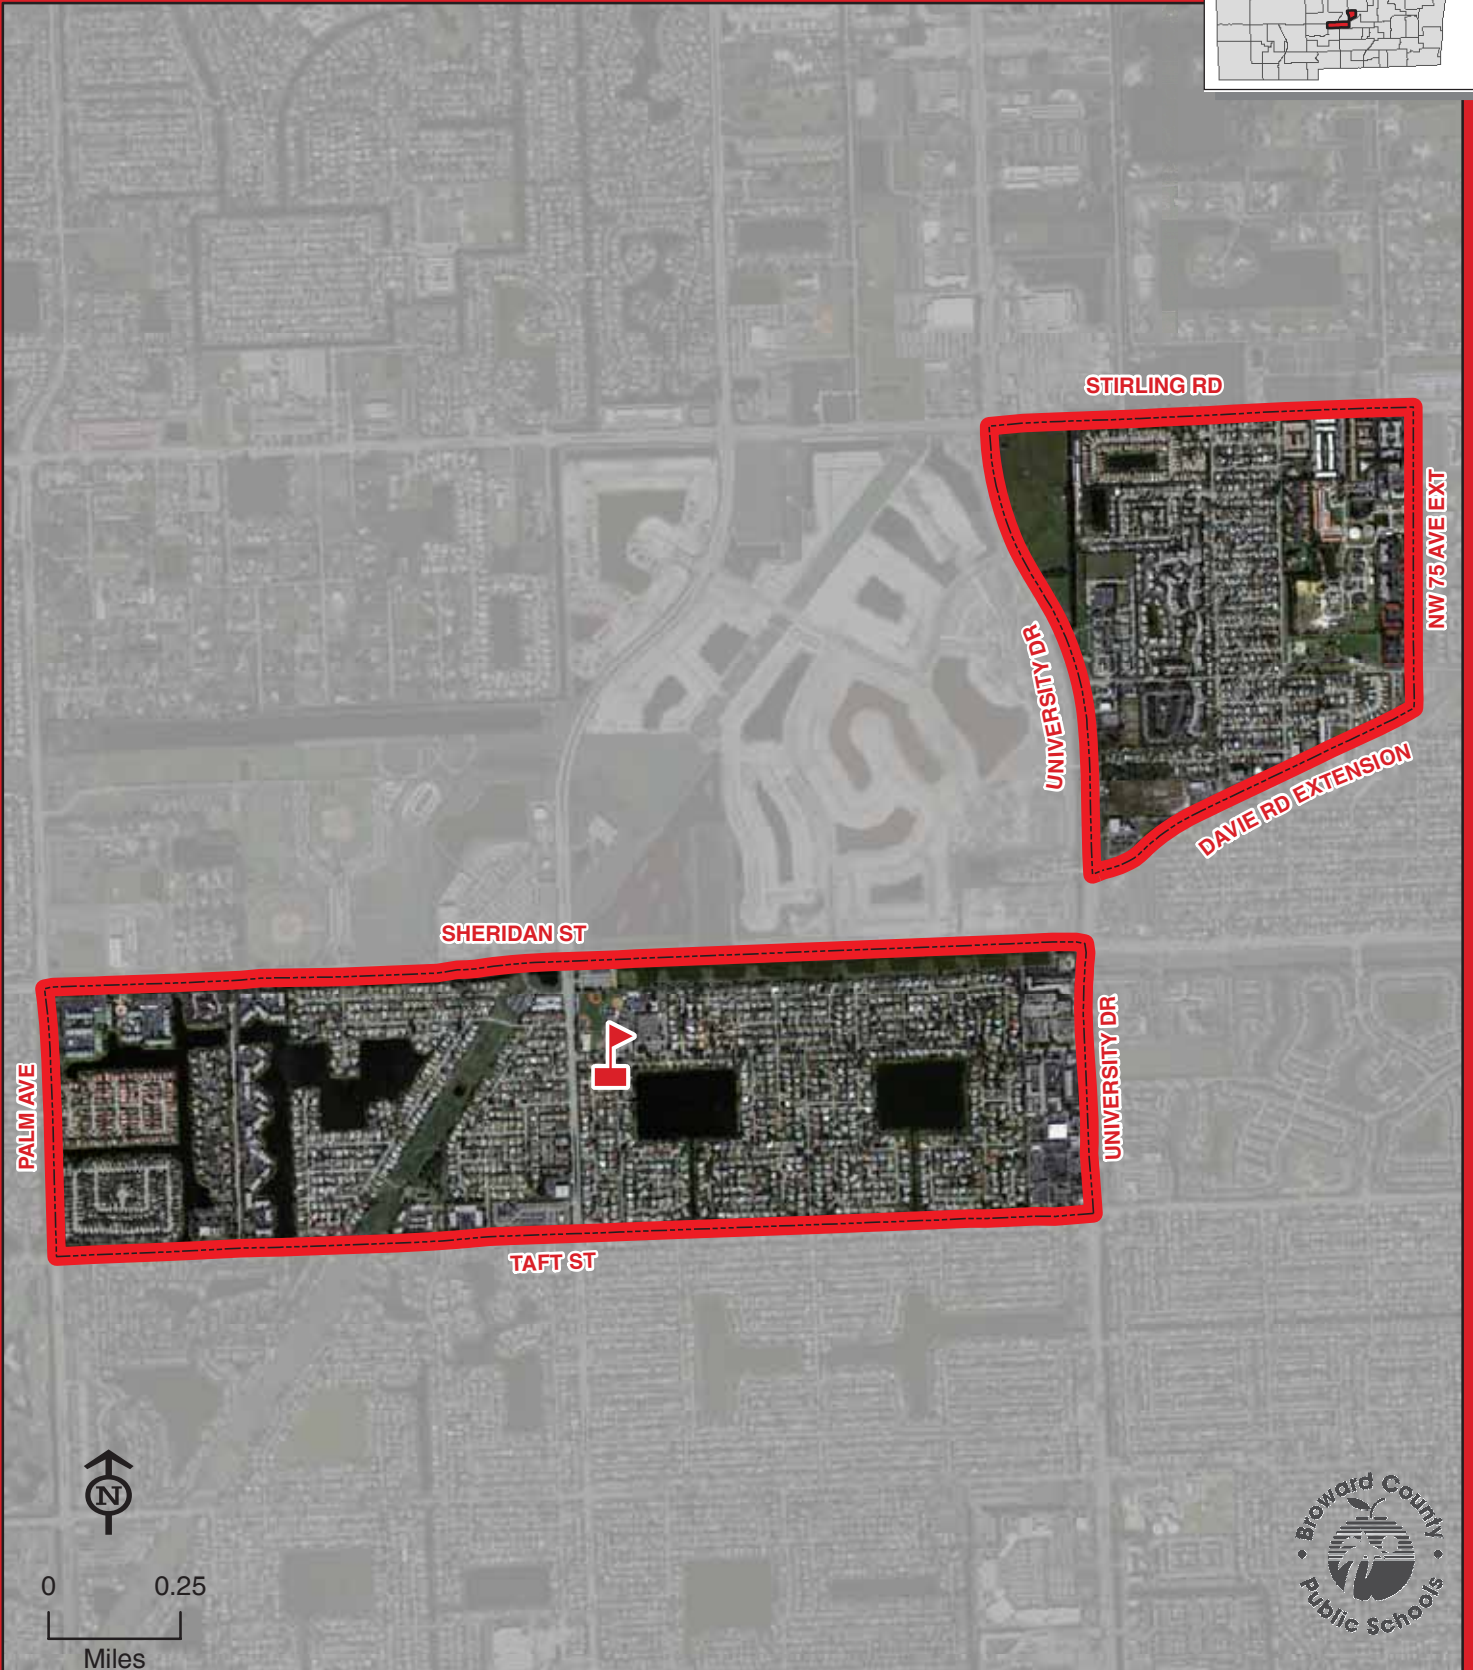 STIRLING RD
NW 75 AVE EXT
UNIVERSITY DR
DAVIE RD EXTENSION
SHERIDAN ST
PALM AVE
UNIVERSITY DR
TAFT ST
N
0 0.25
Miles
Broward County
Public Schools